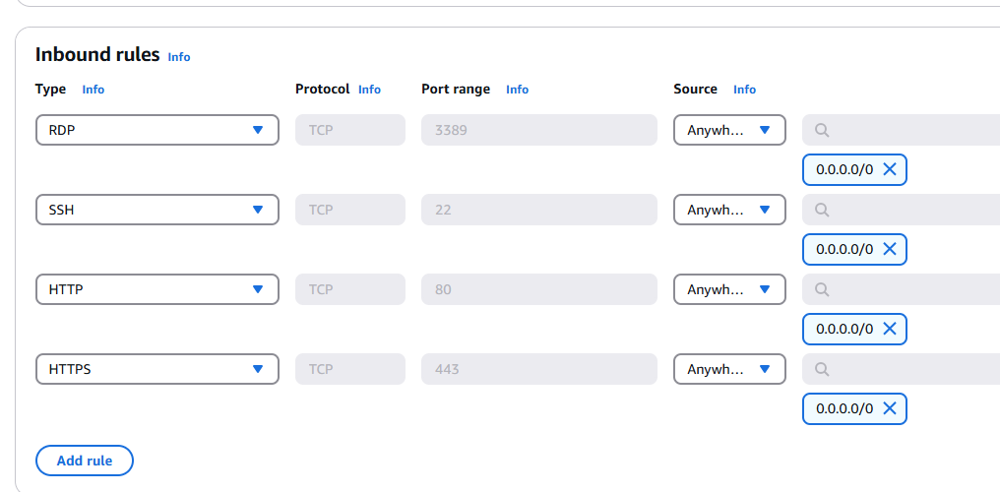 Inbound rules Info
Type Info Protocol Info Port range Info Source Info
RDP TCP 3389 Anywh...
0.0.0.0/0
SSH TCP 22 Anywh...
0.0.0.0/0
HTTP TCP 80 Anywh...
0.0.0.0/0
HTTPS TCP 443 Anywh...
0.0.0.0/0
Add rule